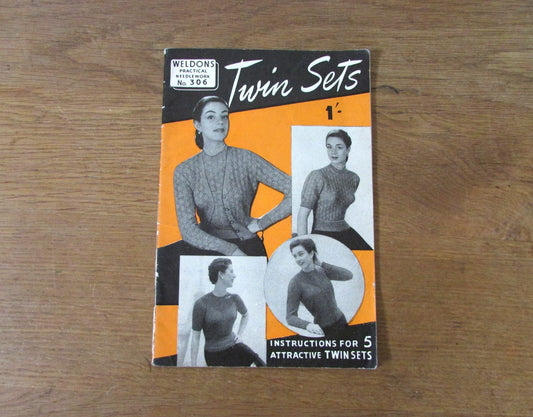 WELDONS
PRACTICAL
NEEDLEWORK
No. 306
Twin Sets
1/-
INSTRUCTIONS FOR 5
ATTRACTIVE TWIN SETS